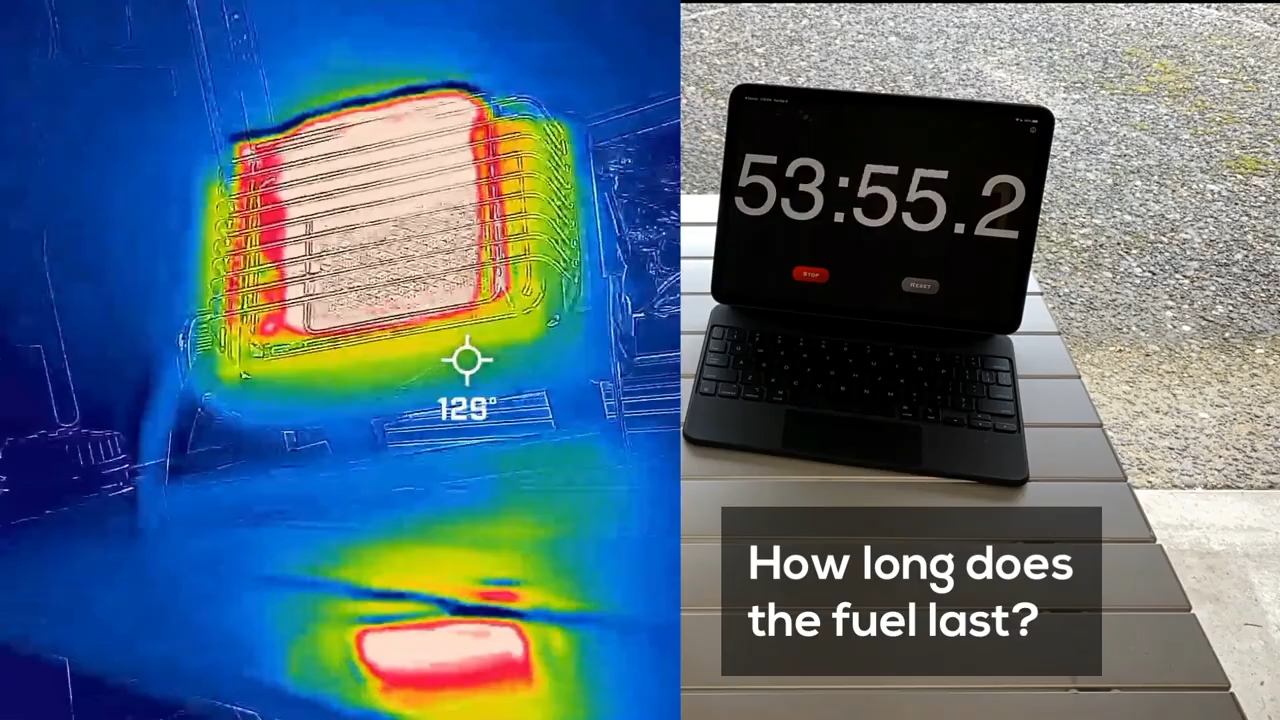 129°
53:55.2
STOP
RESET
How long does
the fuel last?